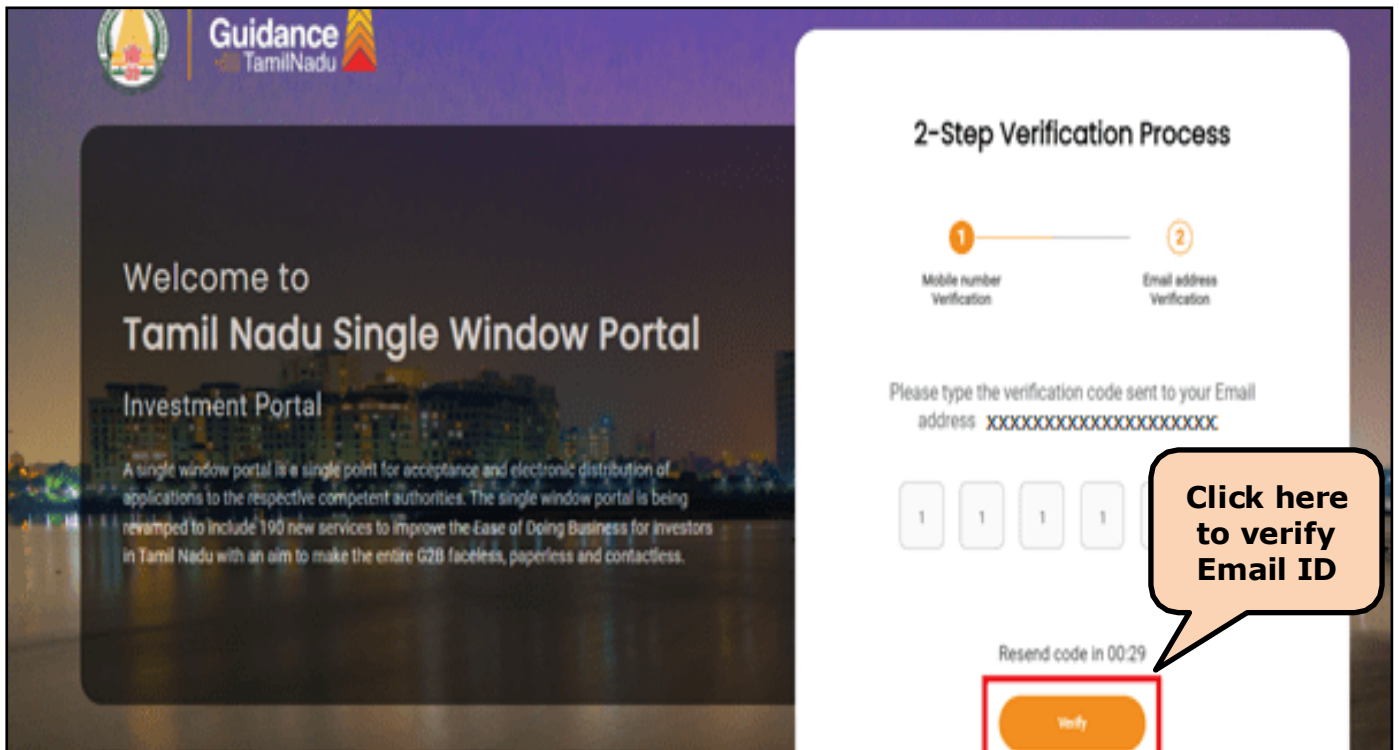 Guidance
TamilNadu
Welcome to
Tamil Nadu Single Window Portal
Investment Portal
A single window portal is a single point for acceptance and electronic distribution of
applications to the respective competent authorities. The single window portal is being
revamped to include 190 new services to improve the Ease of Doing Business for investors
in Tamil Nadu with an aim to make the entire G2B faceless, paperless and contactless.
2-Step Verification Process
1
2
Mobile number
Verification
Email address
Verification
Please type the verification code sent to your Email
address XXXXXXXXXXXXXXXXXXXX
1 1 1 1
Click here
to verify
Email ID
Resend code in 00:29
Verify